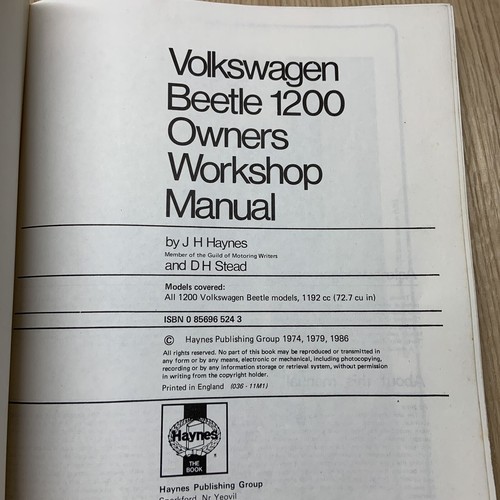 Volkswagen
Beetle 1200
Owners
Workshop
Manual
by J H Haynes
Member of the Guild of Motoring Writers
and D H Stead
Models covered:
All 1200 Volkswagen Beetle models, 1192 cc (72.7 cu in)
ISBN 0 85696 524 3
© Haynes Publishing Group 1974, 1979, 1986
All rights reserved. No part of this book may be reproduced or transmitted in
any form or by any means, electronic or mechanical, including photocopying,
recording or by any information storage or retrieval system, without permission
in writing from the copyright holder.
Printed in England (036 - 11M1)
Haynes
THE
BOOK
Haynes Publishing Group
Sparkford, Nr Yeovil